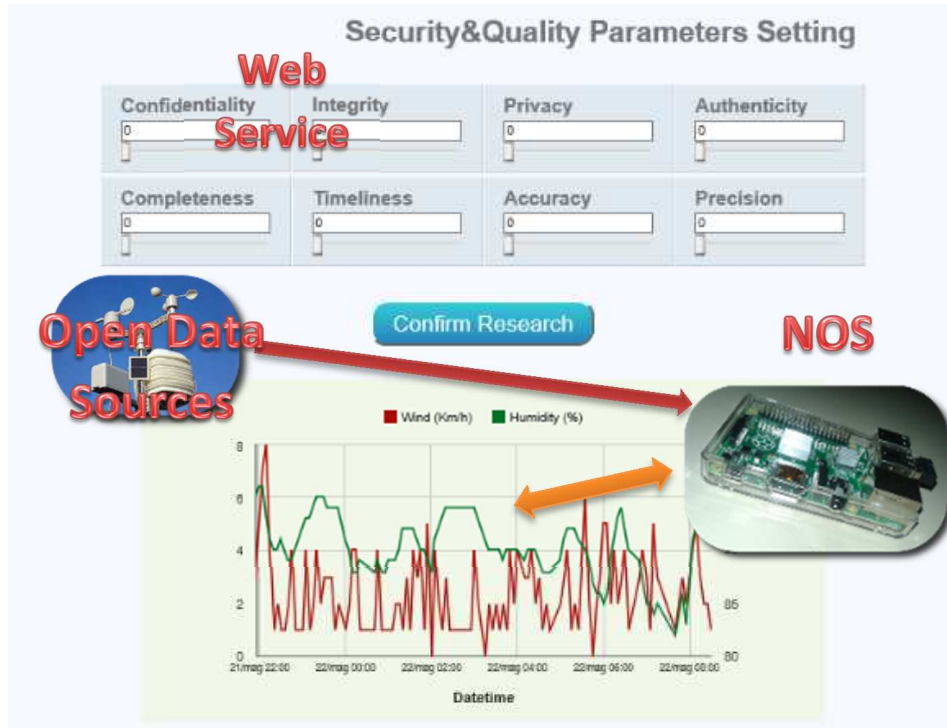 Security&Quality Parameters Setting
Web
Service
Confidentiality
Integrity
Privacy
Authenticity
0
0
0
Completeness
Timeliness
Accuracy
Precision
0
0
0
0
Confirm Research
Open Data
Sources
NOS
Wind (Km/h)
Humidity (%)
8
6
4
2
0
85
80
21/mag 22:00
22/mag 00:00
22/mag 02:00
22/mag 04:00
22/mag 06:00
22/mag 08:00
Datetime